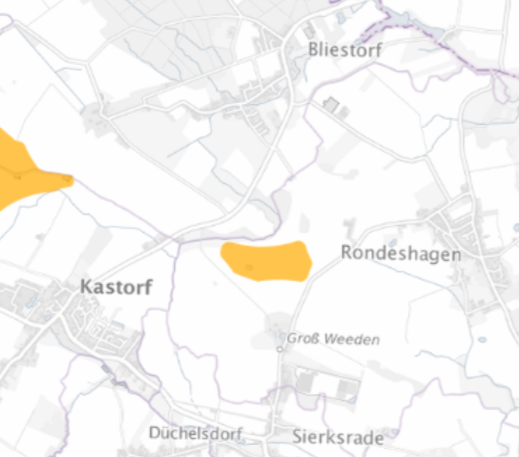 Bliestorf
Rondeshagen
Kastorf
Groß Weeden
Düchelsdorf
Sierksrade